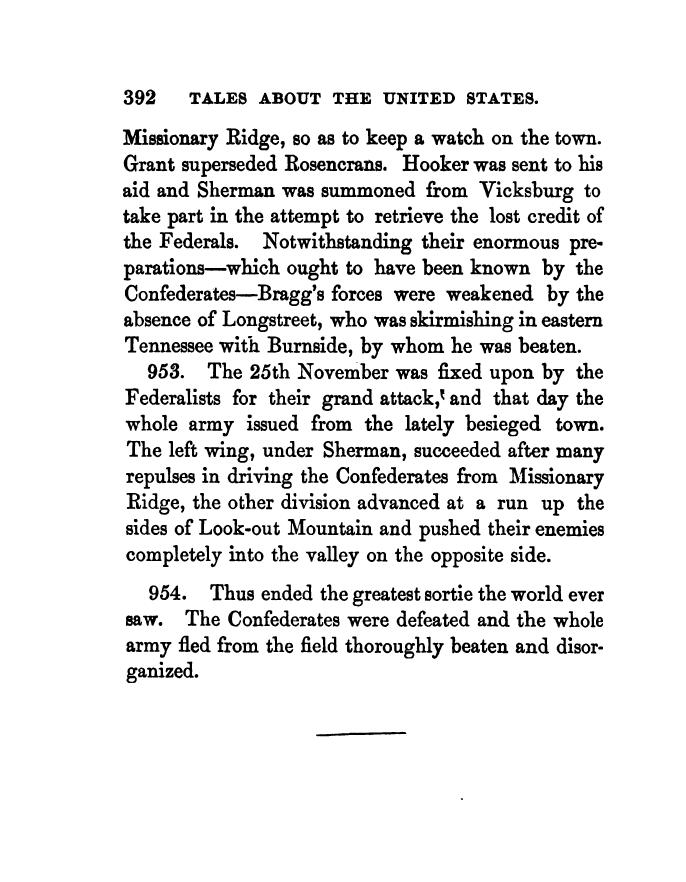 392 TALES ABOUT THE UNITED STATES.
Missionary Ridge, so as to keep a watch on the town.
Grant superseded Rosencrans. Hooker was sent to his
aid and Sherman was summoned from Vicksburg to
take part in the attempt to retrieve the lost credit of
the Federals. Notwithstanding their enormous pre-
parations—which ought to have been known by the
Confederates—Bragg's forces were weakened by the
absence of Longstreet, who was skirmishing in eastern
Tennessee with Burnside, by whom he was beaten.
953. The 25th November was fixed upon by the
Federalists for their grand attack, and that day the
whole army issued from the lately besieged town.
The left wing, under Sherman, succeeded after many
repulses in driving the Confederates from Missionary
Ridge, the other division advanced at a run up the
sides of Look-out Mountain and pushed their enemies
completely into the valley on the opposite side.
954. Thus ended the greatest sortie the world ever
saw. The Confederates were defeated and the whole
army fled from the field thoroughly beaten and disor-
ganized.